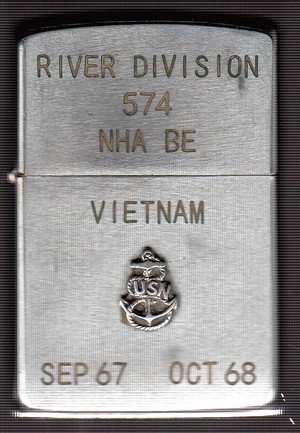 RIVER DIVISION
574
NHA BE
VIETNAM
USN
SEP 67 OCT 68